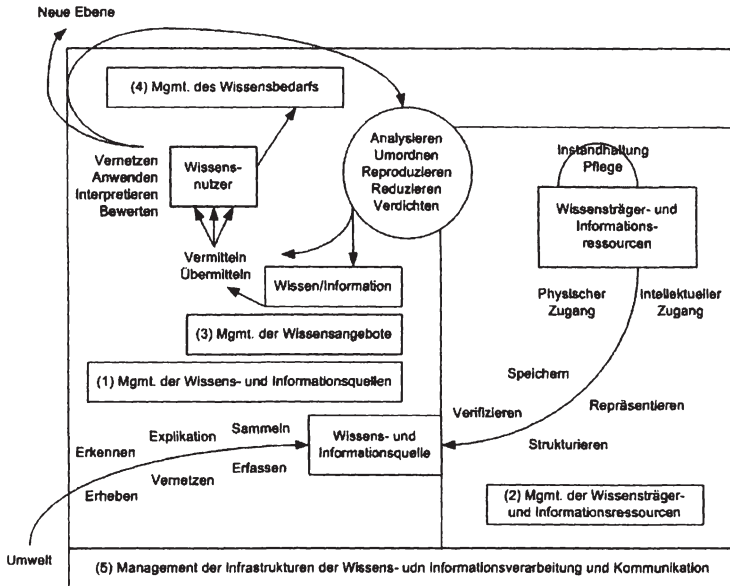 Neue Ebene
(4) Mgmt. des Wissensbedarfs
Analysieren
Umordnen
Reproduzieren
Reduzieren
Verdichten
Instandhaltung
Pflege
Vernetzen
Anwenden
Interpretieren
Bewerten
Wissens-
nutzer
Wissensträger- und
Informations-
ressourcen
Vermitteln
Übermitteln
Wissen/Information
Physischer
Zugang
Intellektueller
Zugang
(3) Mgmt. der Wissensangebote
(1) Mgmt. der Wissens- und Informationsquellen
Speichern
Verifizieren
Repräsentieren
Strukturieren
Sammeln
Explikation
Erkennen
Wissens- und
Informationsquelle
Erfassen
Vernetzen
Erheben
(2) Mgmt. der Wissensträger-
und Informationsressourcen
Umwelt
(5) Management der Infrastrukturen der Wissens- udn Informationsverarbeitung und Kommunikation